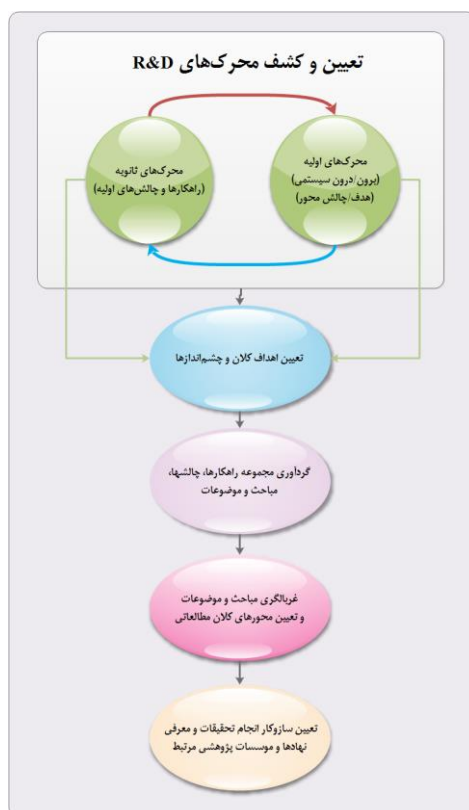 تعیین و کشف محرک‌های R&D
محرک‌های اولیه
(برون/درون سیستمی)
(هدف/چالش محور)
محرک‌های ثانویه
(راهکارها و چالش‌های اولیه)
تعیین اهداف کلان و چشم‌اندازها
گردآوری مجموعه راهکارها، چالشها،
مباحث و موضوعات
غربالگری مباحث و موضوعات
و تعیین محورهای کلان مطالعاتی
تعیین سازوکار انجام تحقیقات و معرفی
نهادها و موسسات پژوهشی مرتبط